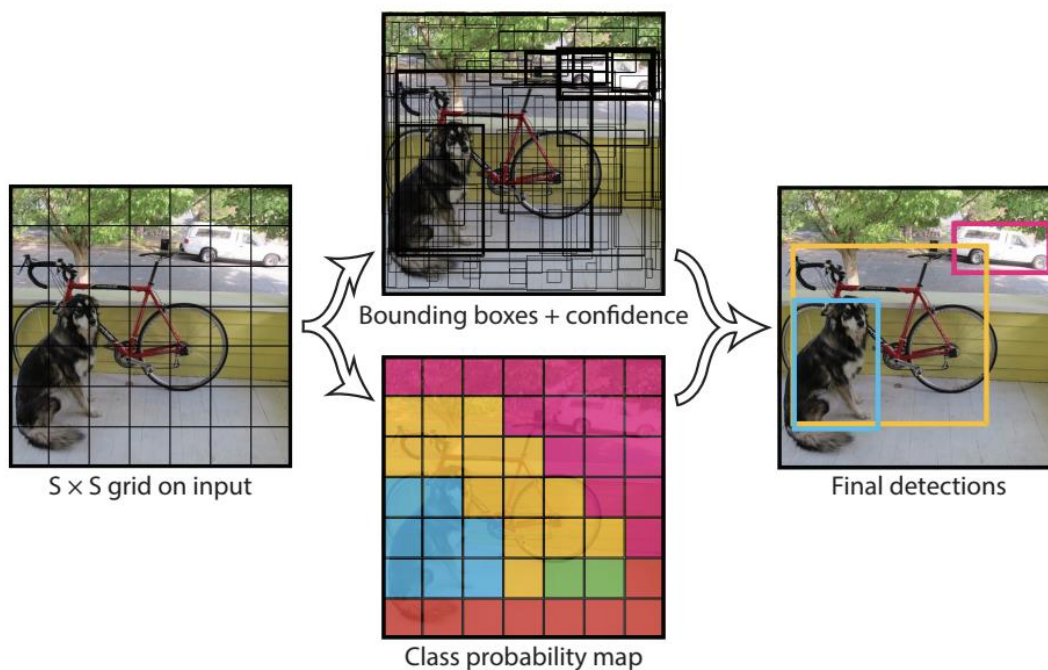 Bounding boxes + confidence
S × S grid on input
Final detections
Class probability map